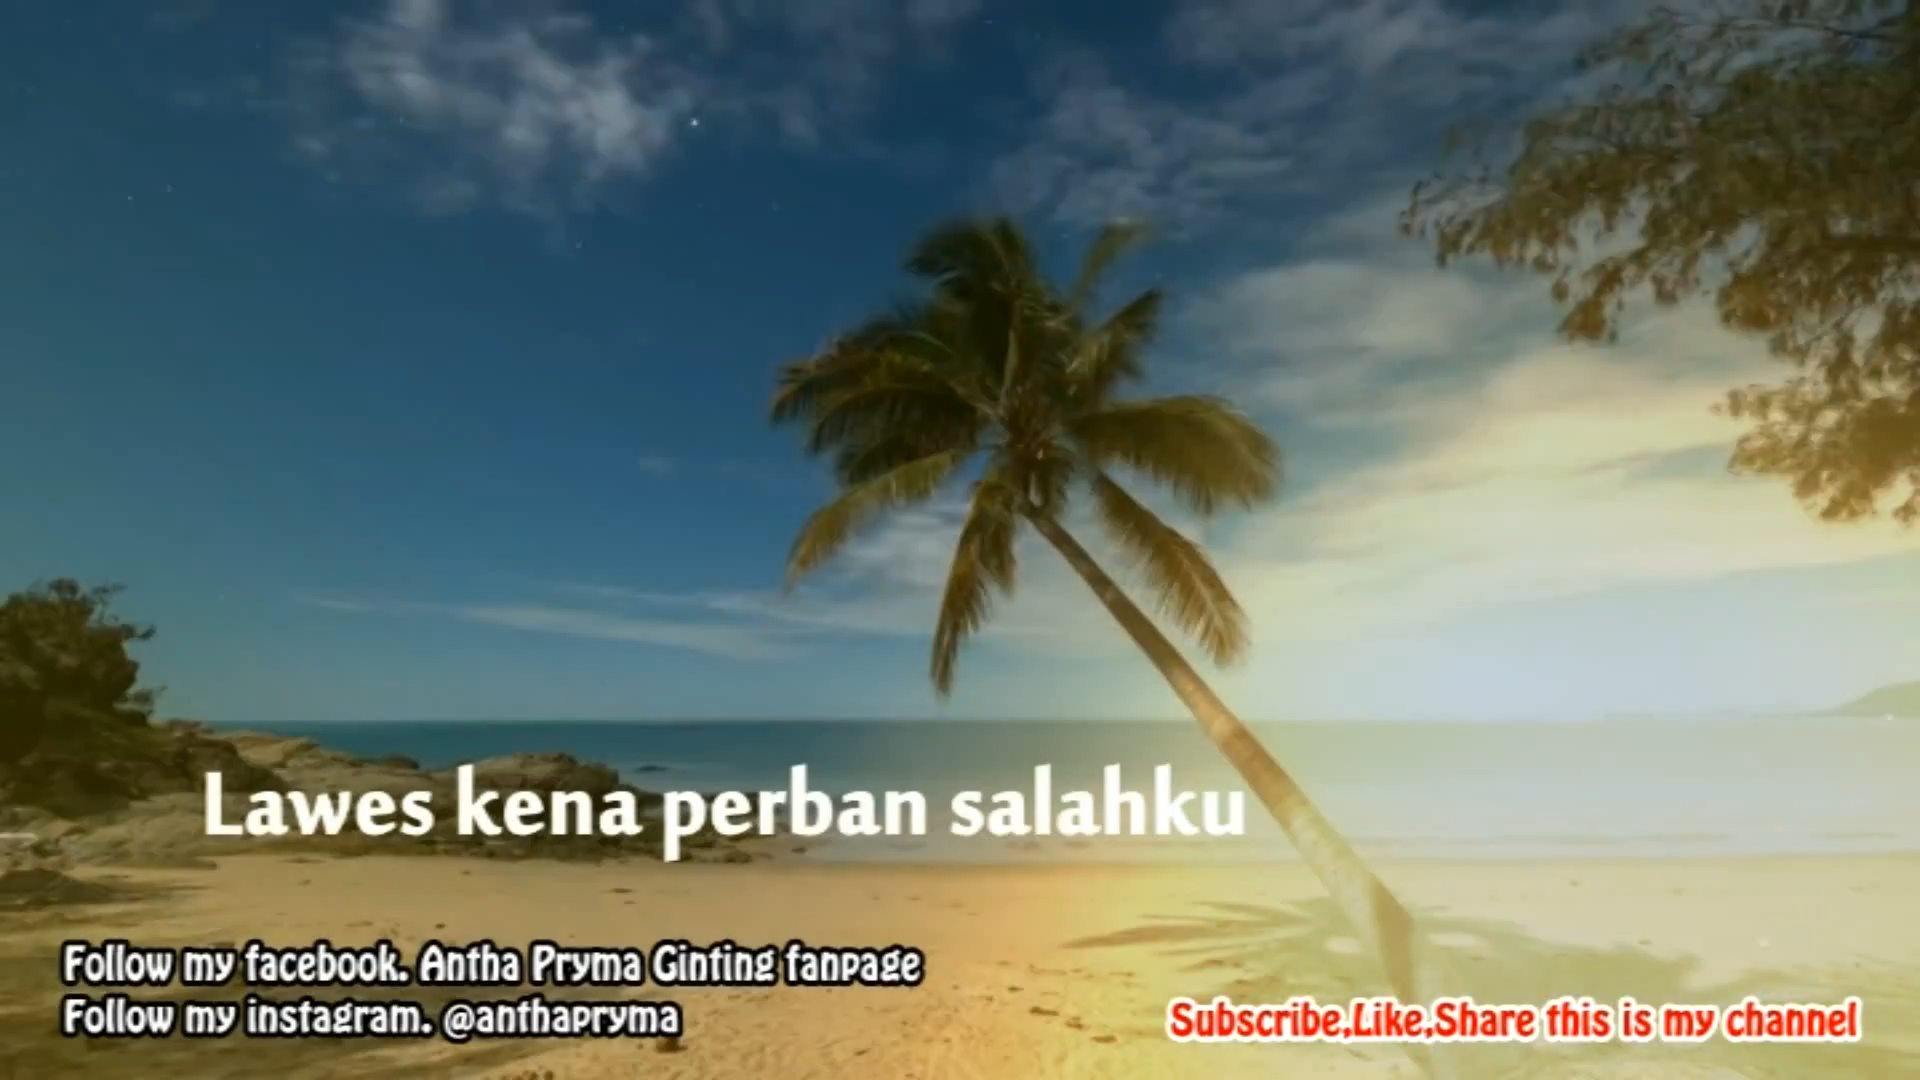 Lawes kena perban salahku
Follow my facebook. Antha Pryma Ginting fanpage
Follow my instagram. @anthapryma
Subscribe,Like,Share this is my channel